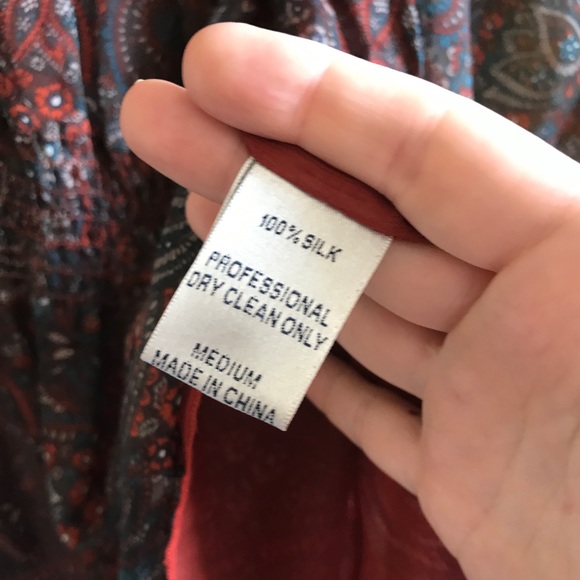 100% SILK
PROFESSIONAL
DRY CLEAN ONLY
MEDIUM
MADE IN CHINA